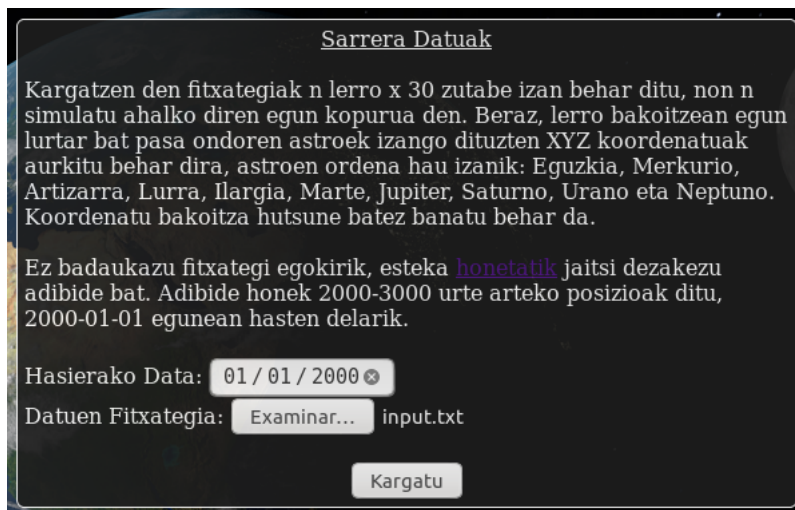 Sarrera Datuak
Kargatzen den fitxategiak n lerro x 30 zutabe izan behar ditu, non n
simulatu ahalko diren egun kopurua den. Beraz, lerro bakoitzean egun
lurtar bat pasa ondoren astroek izango dituzten XYZ koordenatuak
aurkitu behar dira, astroen ordena hau izanik: Eguzkia, Merkurio,
Artizarra, Lurra, Ilargia, Marte, Jupiter, Saturno, Urano eta Neptuno.
Koordenatu bakoitza hutsune batez banatu behar da.
Ez badaukazu fitxategi egokirik, esteka honetatik jaitsi dezakezu
adibide bat. Adibide honek 2000-3000 urte arteko posizioak ditu,
2000-01-01 egunean hasten delarik.
Hasierako Data: 01/01/2000
Datuen Fitxategia: Examinar... input.txt
Kargatu